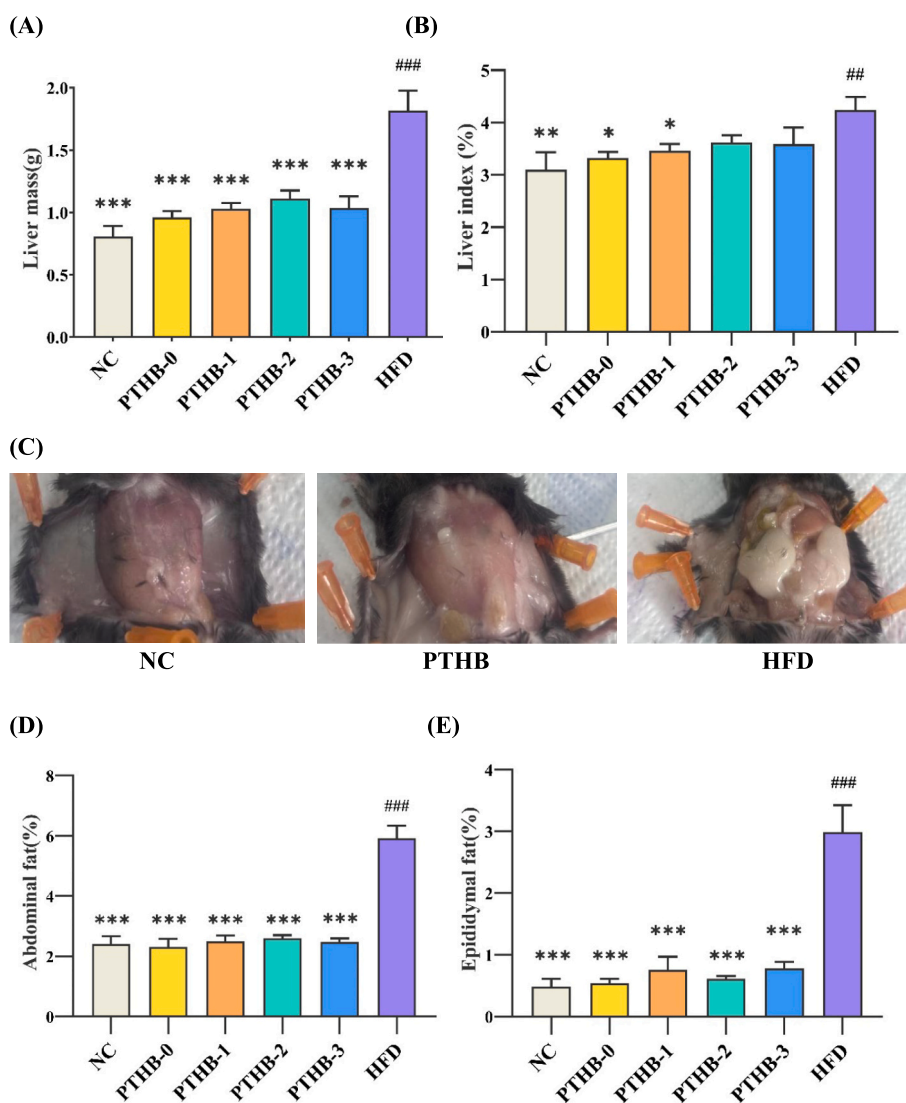 (A)
Liver mass(g)
2.0
1.5
1.0
0.5
0.0
***
***
***
***
***
###
NC
PTHB-0
PTHB-1
PTHB-2
PTHB-3
HFD
(B)
Liver index (%)
5
4
3
2
1
0
**
*
*
##
NC
PTHB-0
PTHB-1
PTHB-2
PTHB-3
HFD
(C)
NC
PTHB
HFD
(D)
Abdominal fat(%)
8
6
4
2
0
***
***
***
***
***
###
NC
PTHB-0
PTHB-1
PTHB-2
PTHB-3
HFD
(E)
Epididymal fat(%)
4
3
2
1
0
***
***
***
***
***
###
NC
PTHB-0
PTHB-1
PTHB-2
PTHB-3
HFD